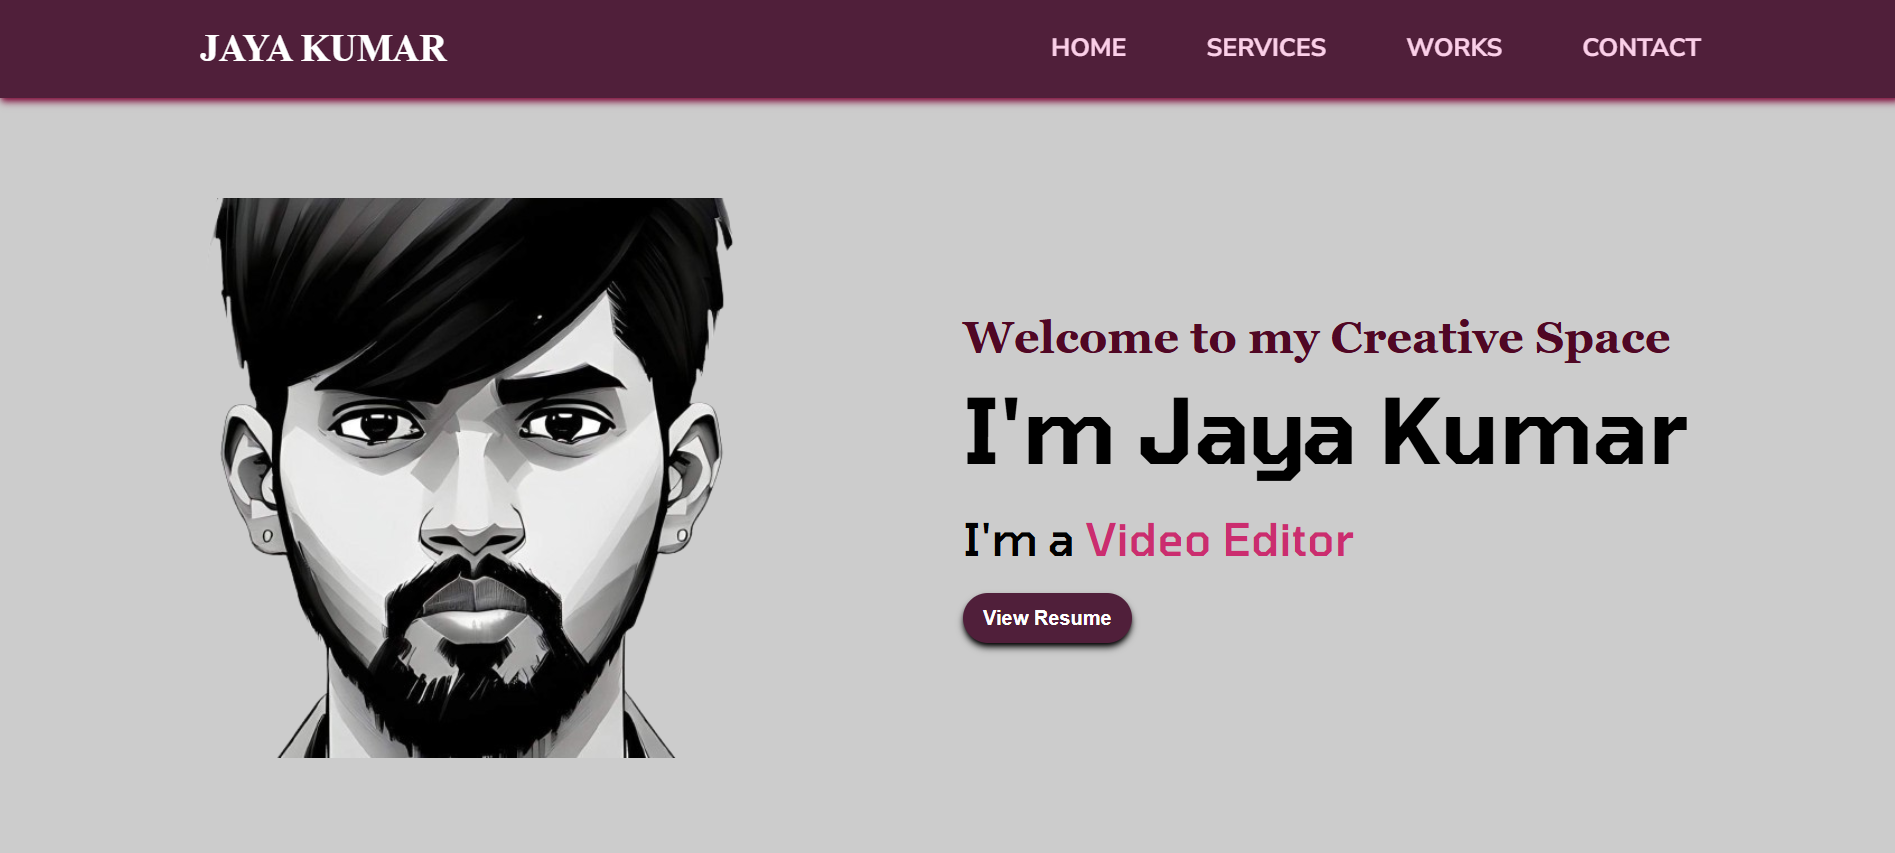 JAYA KUMAR
HOME SERVICES WORKS CONTACT
Welcome to my Creative Space
I'm Jaya Kumar
I'm a Video Editor
View Resume